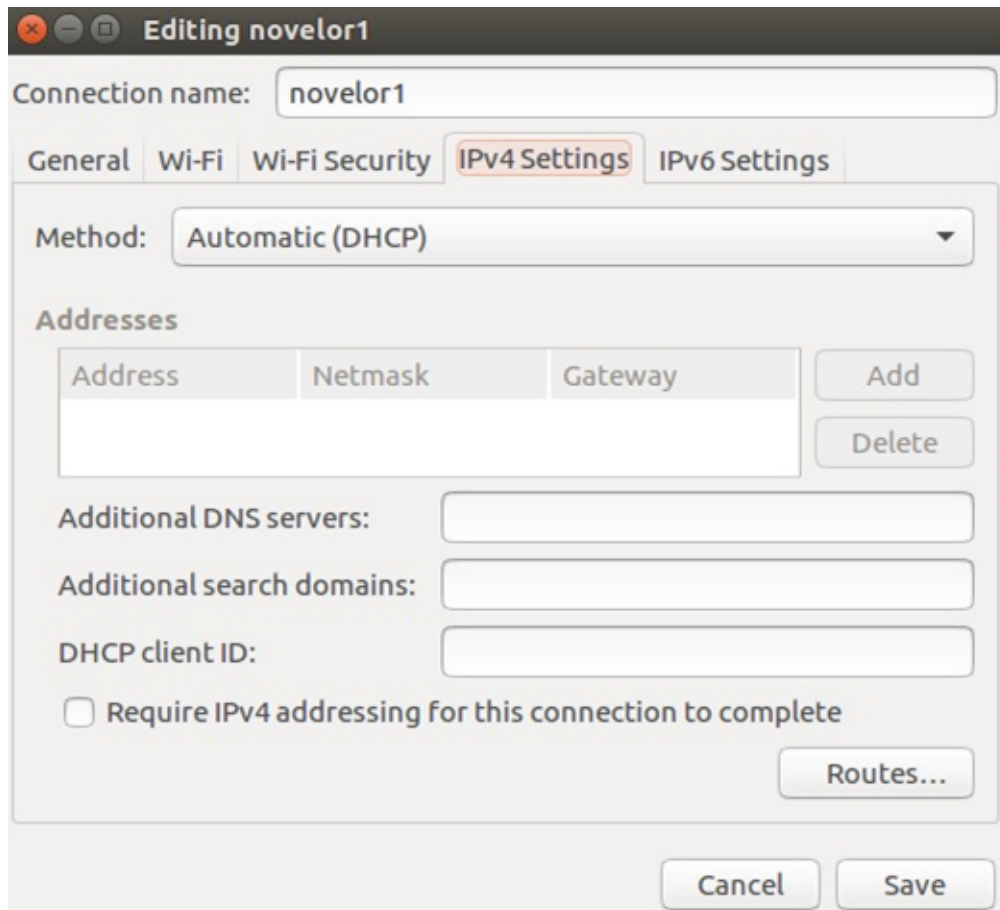 Editing novelor1
Connection name: novelor1
General Wi-Fi Wi-Fi Security IPv4 Settings IPv6 Settings
Method: Automatic (DHCP)
Addresses
Address Netmask Gateway Add
Delete
Additional DNS servers:
Additional search domains:
DHCP client ID:
Require IPv4 addressing for this connection to complete
Routes...
Cancel Save